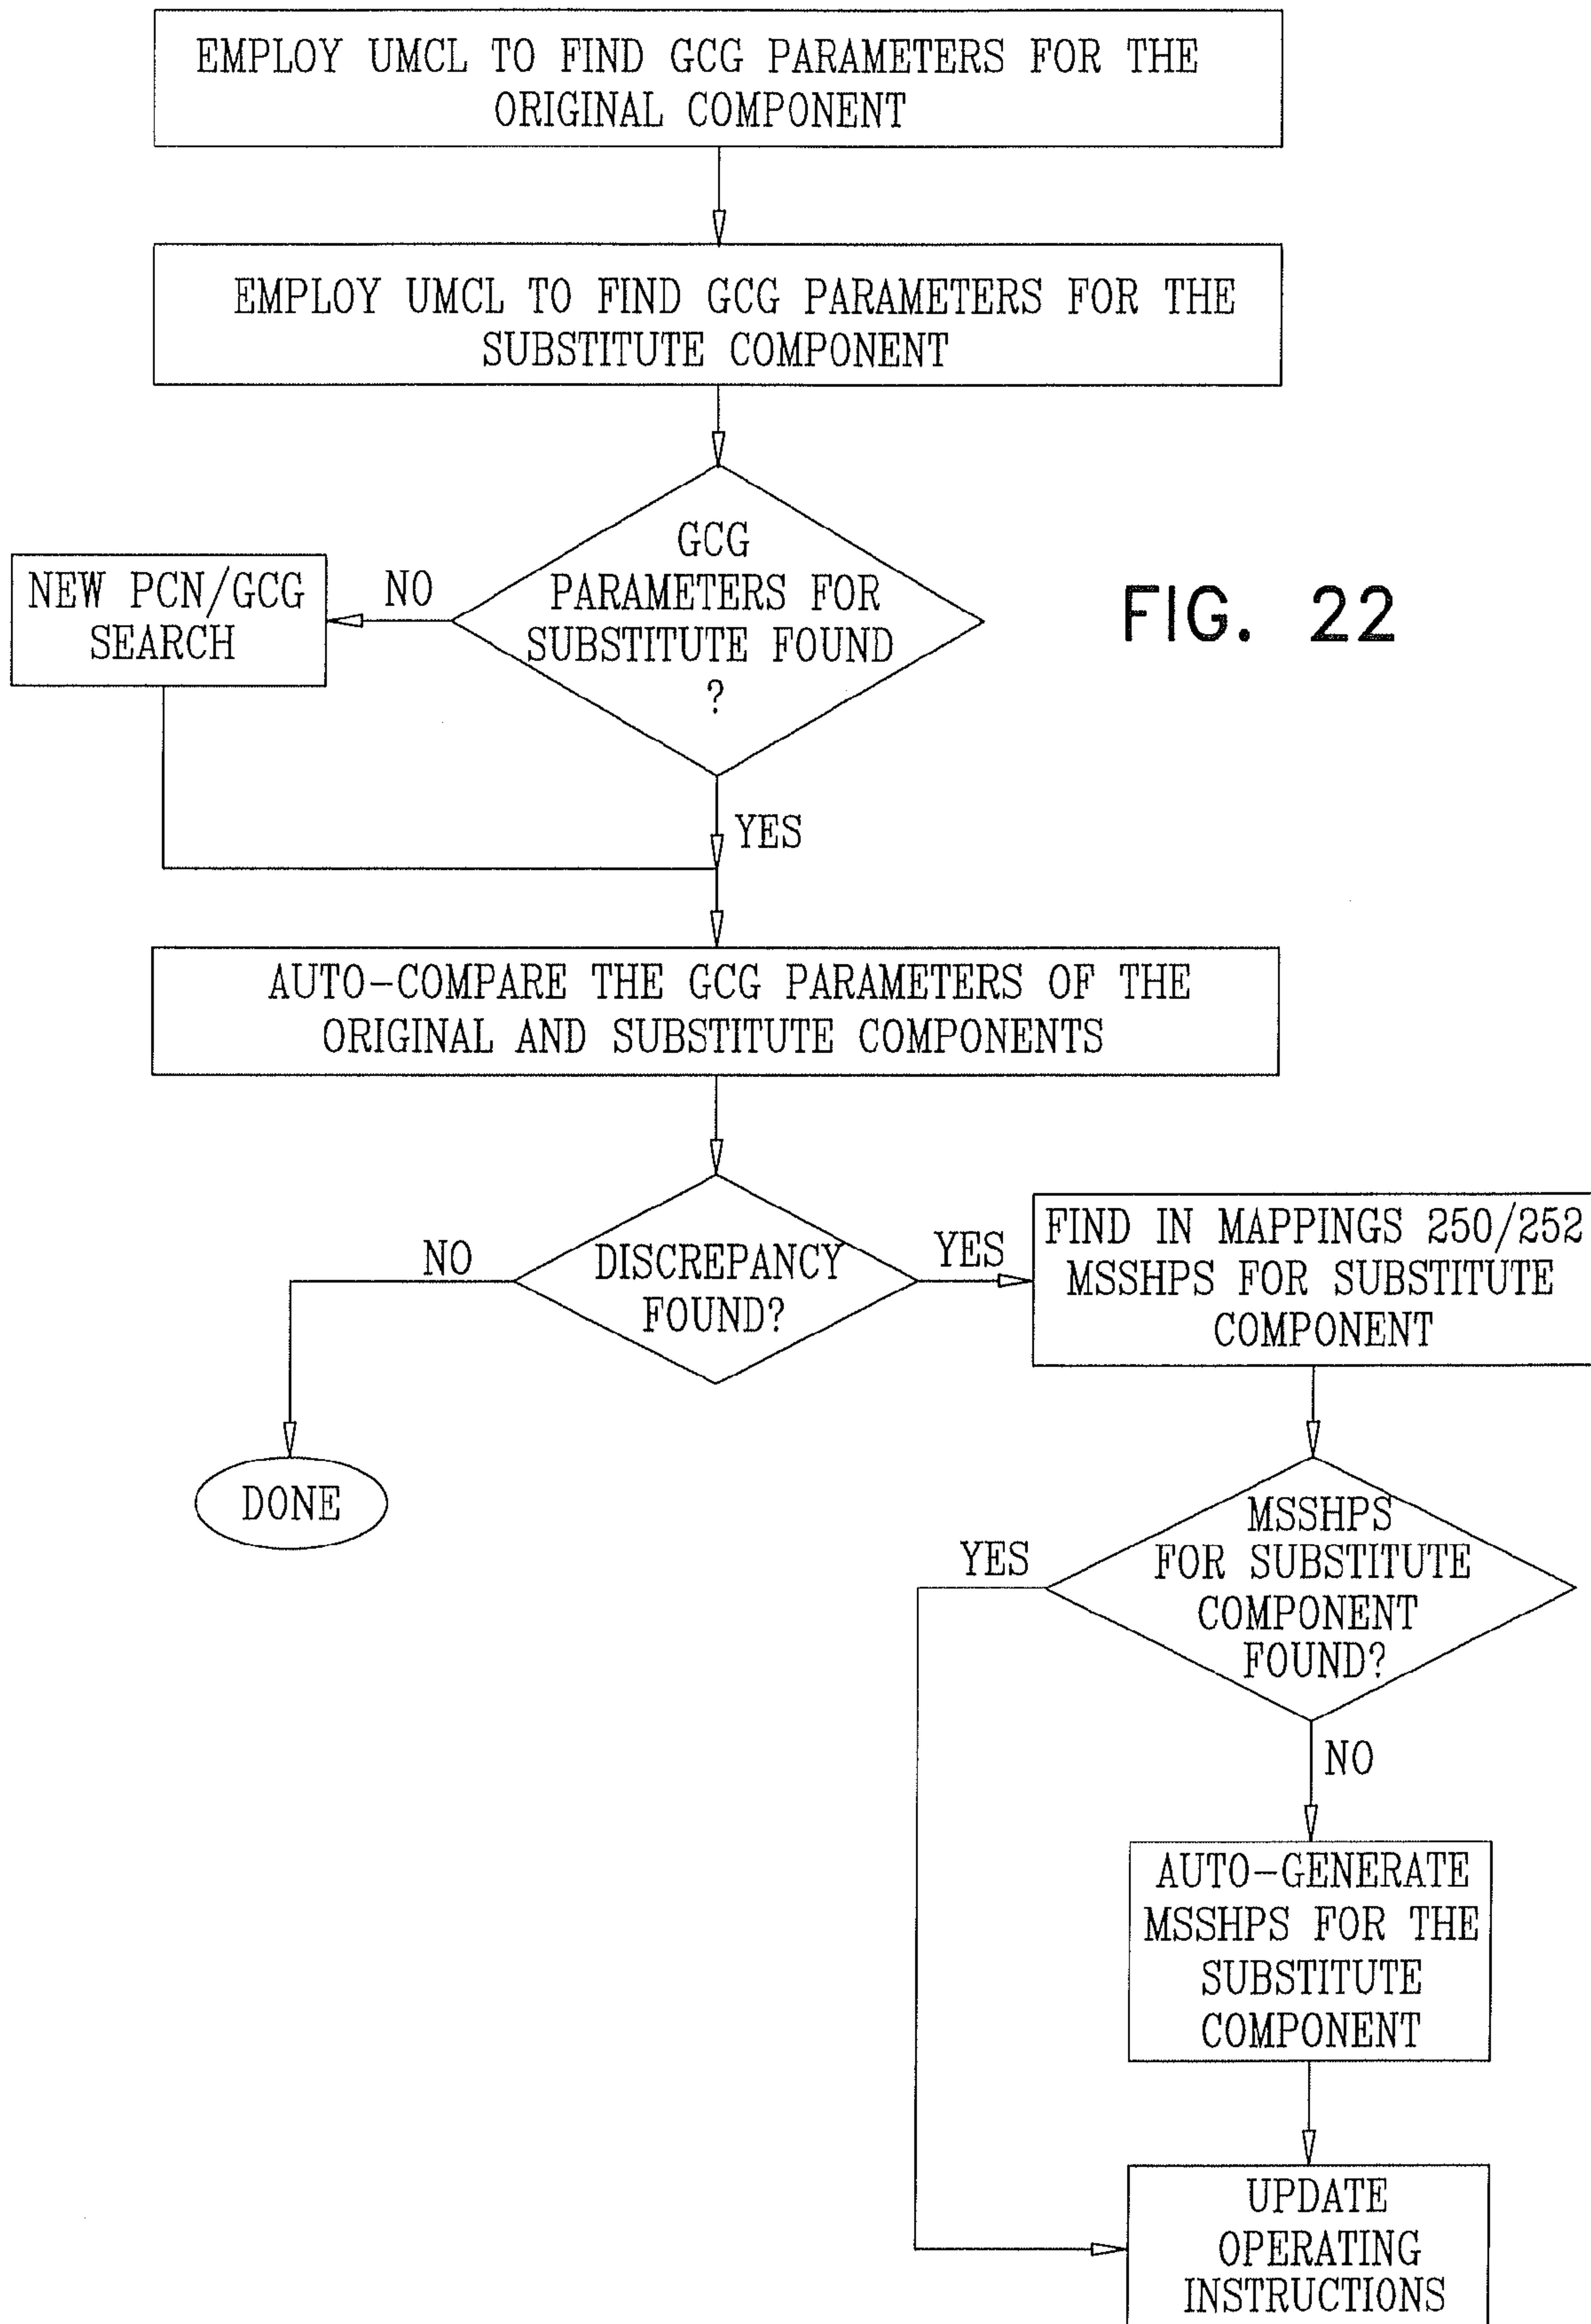 EMPLOY UMCL TO FIND GCG PARAMETERS FOR THE
ORIGINAL COMPONENT
EMPLOY UMCL TO FIND GCG PARAMETERS FOR THE
SUBSTITUTE COMPONENT
GCG
PARAMETERS FOR
SUBSTITUTE FOUND
?
NO
NEW PCN/GCG
SEARCH
FIG. 22
YES
AUTO-COMPARE THE GCG PARAMETERS OF THE
ORIGINAL AND SUBSTITUTE COMPONENTS
DISCREPANCY
FOUND?
NO
DONE
YES
FIND IN MAPPINGS 250/252
MSSHPS FOR SUBSTITUTE
COMPONENT
MSSHPS
FOR SUBSTITUTE
COMPONENT
FOUND?
YES
NO
AUTO-GENERATE
MSSHPS FOR THE
SUBSTITUTE
COMPONENT
UPDATE
OPERATING
INSTRUCTIONS